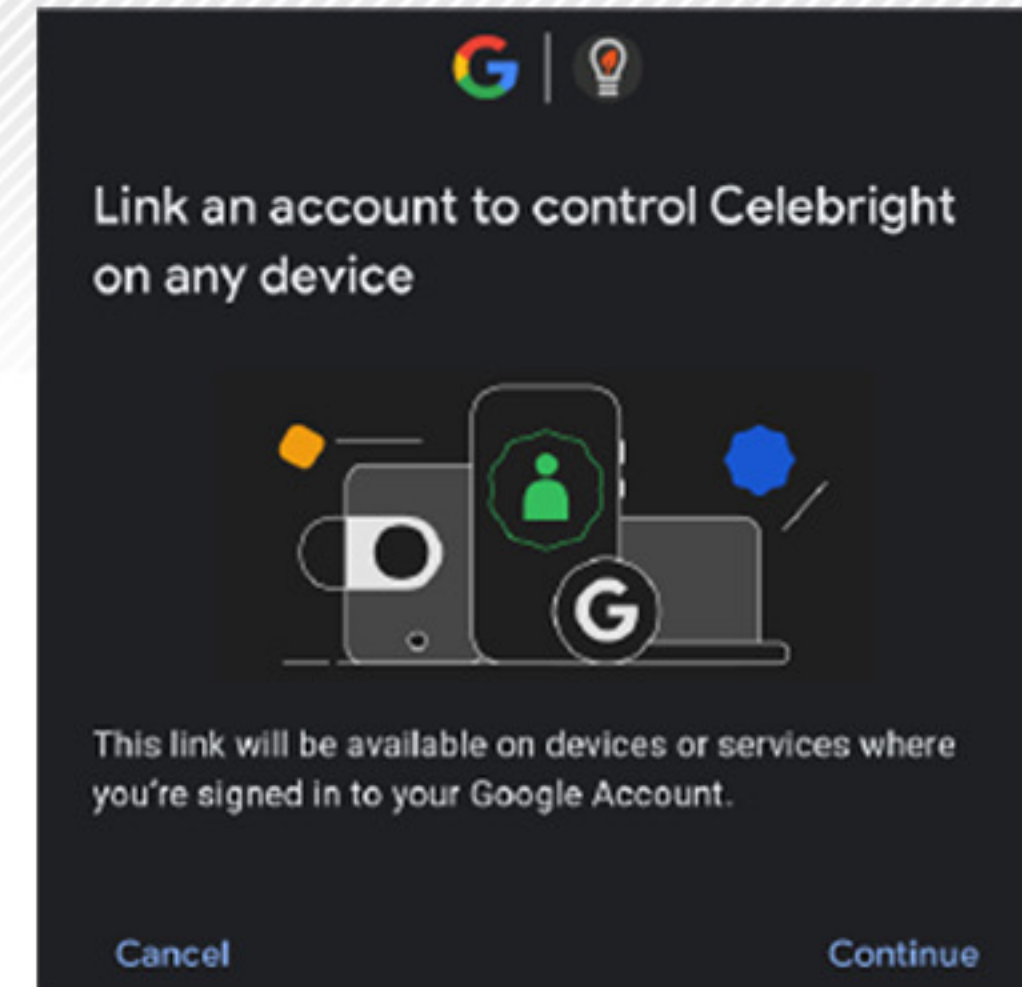 Link an account to control Celebright
on any device
This link will be available on devices or services where
you're signed in to your Google Account.
Cancel
Continue